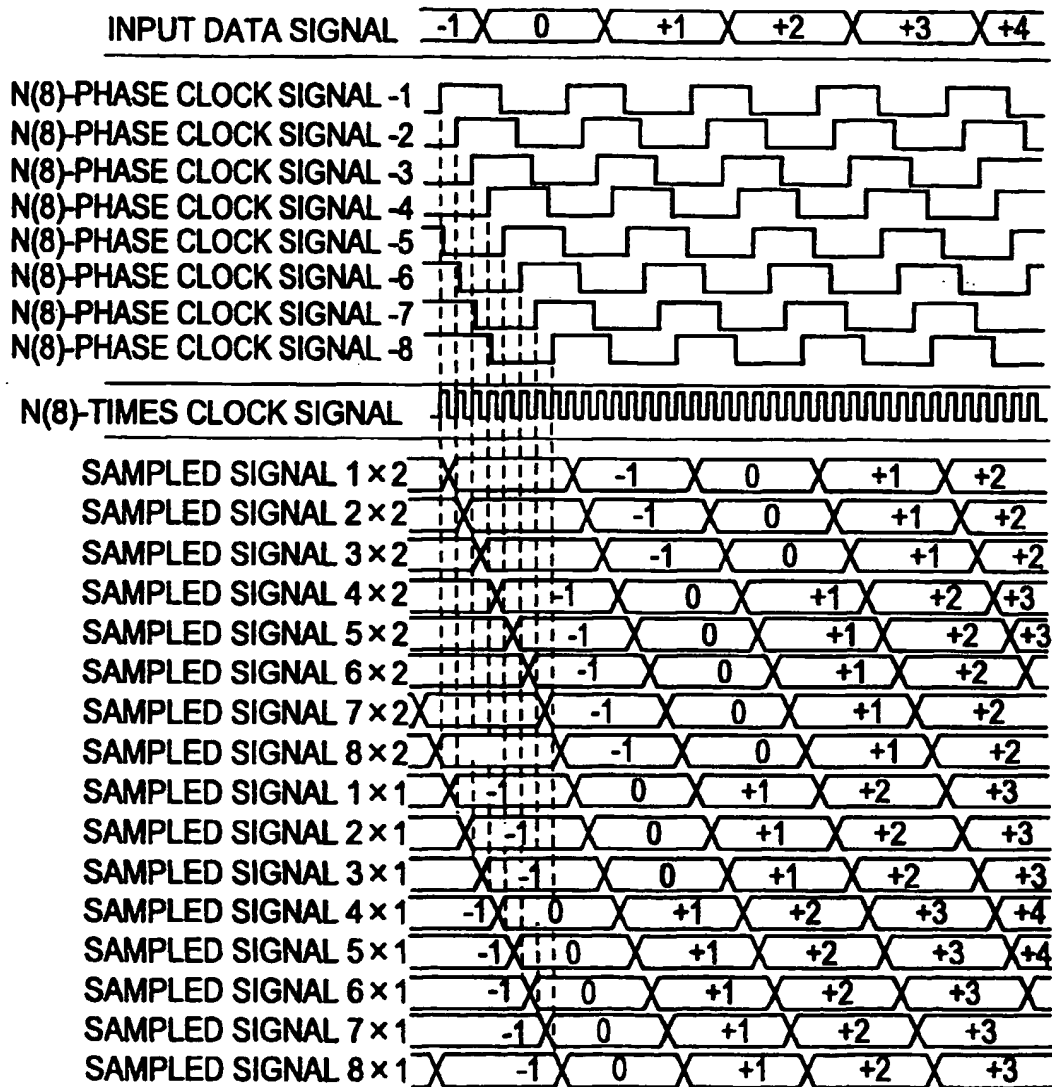 INPUT DATA SIGNAL -1 0 +1 +2 +3 +4
N(8)-PHASE CLOCK SIGNAL -1
N(8)-PHASE CLOCK SIGNAL -2
N(8)-PHASE CLOCK SIGNAL -3
N(8)-PHASE CLOCK SIGNAL -4
N(8)-PHASE CLOCK SIGNAL -5
N(8)-PHASE CLOCK SIGNAL -6
N(8)-PHASE CLOCK SIGNAL -7
N(8)-PHASE CLOCK SIGNAL -8
N(8)-TIMES CLOCK SIGNAL
SAMPLED SIGNAL 1×2 -1 0 +1 +2
SAMPLED SIGNAL 2×2 -1 0 +1 +2
SAMPLED SIGNAL 3×2 -1 0 +1 +2
SAMPLED SIGNAL 4×2 -1 0 +1 +2 +3
SAMPLED SIGNAL 5×2 -1 0 +1 +2 +3
SAMPLED SIGNAL 6×2 -1 0 +1 +2
SAMPLED SIGNAL 7×2 -1 0 +1 +2
SAMPLED SIGNAL 8×2 -1 0 +1 +2
SAMPLED SIGNAL 1×1 -1 0 +1 +2 +3
SAMPLED SIGNAL 2×1 -1 0 +1 +2 +3
SAMPLED SIGNAL 3×1 -1 0 +1 +2 +3
SAMPLED SIGNAL 4×1 -1 0 +1 +2 +3 +4
SAMPLED SIGNAL 5×1 -1 0 +1 +2 +3 +4
SAMPLED SIGNAL 6×1 -1 0 +1 +2 +3
SAMPLED SIGNAL 7×1 -1 0 +1 +2 +3
SAMPLED SIGNAL 8×1 -1 0 +1 +2 +3